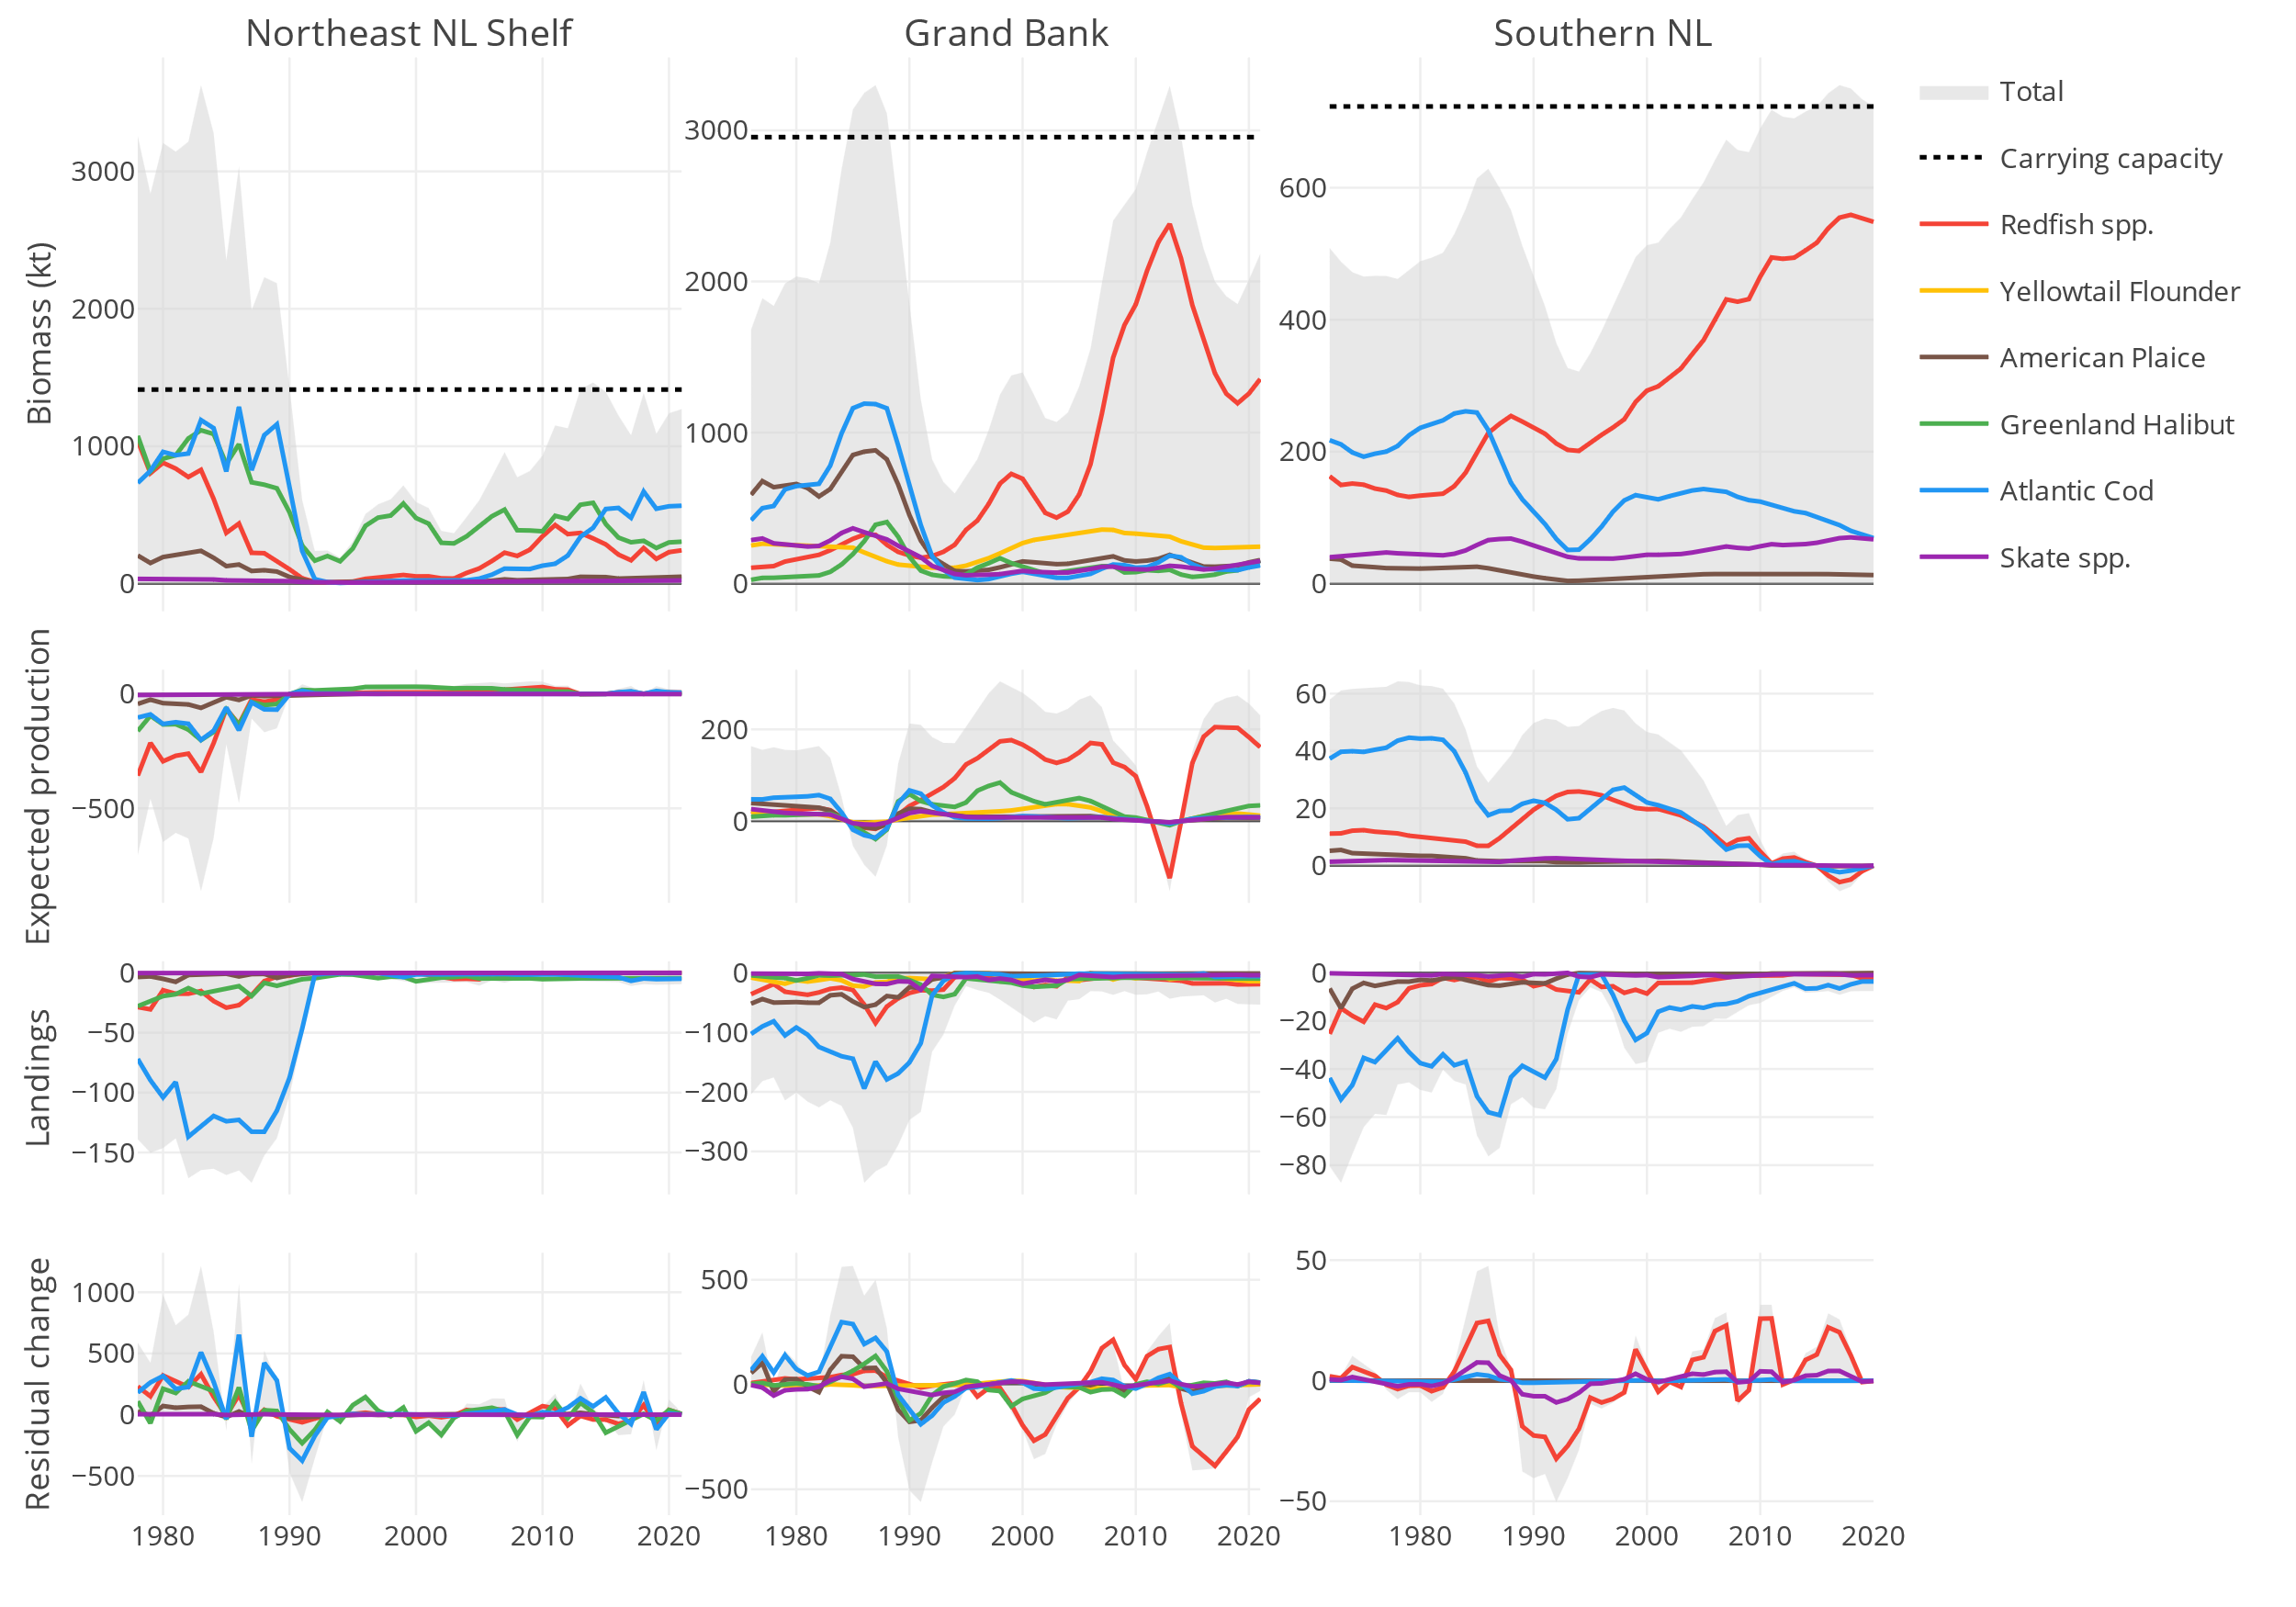 Northeast NL Shelf
Grand Bank
Southern NL
Biomass (kt)
3000
2000
1000
0
3000
2000
1000
0
600
400
200
0
Total
Carrying capacity
Redfish spp.
Yellowtail Flounder
American Plaice
Greenland Halibut
Atlantic Cod
Skate spp.
Expected production
0
−500
200
0
60
40
20
0
Landings
0
−50
−100
−150
0
−100
−200
−300
0
−20
−40
−60
−80
Residual change
1000
500
0
−500
500
0
−500
50
0
−50
1980 1990 2000 2010 2020
1980 1990 2000 2010 2020
1980 1990 2000 2010 2020